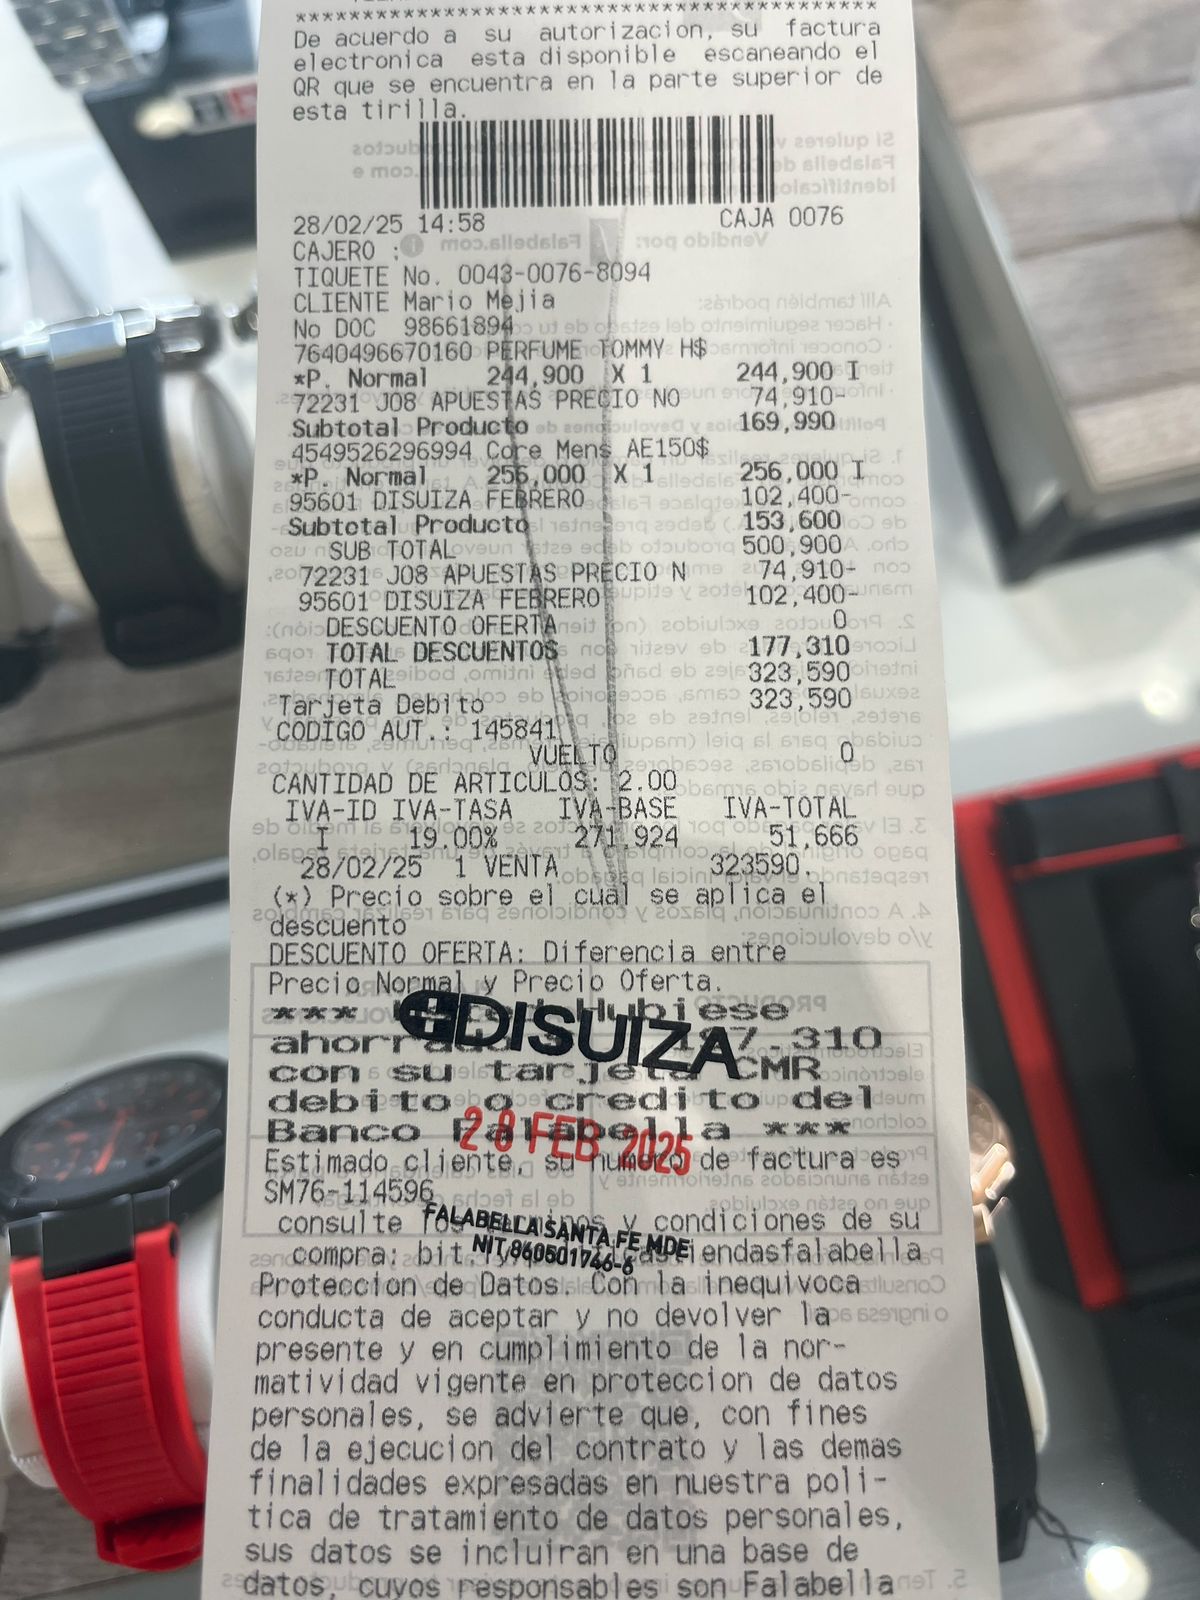 ******************************************
De acuerdo a su autorizacion, su factura
electronica esta disponible escaneando el
QR que se encuentra en la parte superior de
esta tirilla.
28/02/25 14:58 CAJA 0076
CAJERO :
TIQUETE No. 0043-0076-8094
CLIENTE Mario Mejia
No DOC 98661894
7640496670160 PERFUME TOMMY H$
*P. Normal 244,900 X 1 244,900 I
72231 J08 APUESTAS PRECIO NO 74,910-
Subtotal Producto 169,990
4549526296994 Core Mens AE150$
*P. Normal 256,000 X 1 256,000 I
95601 DISUIZA FEBRERO 102,400-
Subtotal Producto 153,600
SUB TOTAL 500,900
72231 J08 APUESTAS PRECIO N 74,910-
95601 DISUIZA FEBRERO 102,400-
DESCUENTO OFERTA 0
TOTAL DESCUENTOS 177,310
TOTAL 323,590
Tarjeta Debito 323,590
CODIGO AUT.: 145841
VUELTO 0
CANTIDAD DE ARTICULOS: 2.00
IVA-ID IVA-TASA IVA-BASE IVA-TOTAL
I 19.00% 271,924 51,666
28/02/25 1 VENTA 323590.
(*) Precio sobre el cual se aplica el
descuento
DESCUENTO OFERTA: Diferencia entre
Precio Normal y Precio Oferta.
*** Hubiese
DISUIZA
con su tarjeta CMR
debito o credito del
Banco Falabella ***
28 FEB 2025
Estimado cliente, su numero de factura es
SM76-114596
consulte y condiciones de su
FALABELLA SANTA FE MDE
NIT,860501746-6
compra:
Proteccion de Datos. Con la inequivoca
conducta de aceptar y no devolver la
presente y en cumplimiento de la nor-
matividad vigente en proteccion de datos
personales, se advierte que, con fines
de la ejecucion del contrato y las demas
finalidades expresadas en nuestra poli-
tica de tratamiento de datos personales,
sus datos se incluiran en una base de
datos, cuyos responsables son Falabella